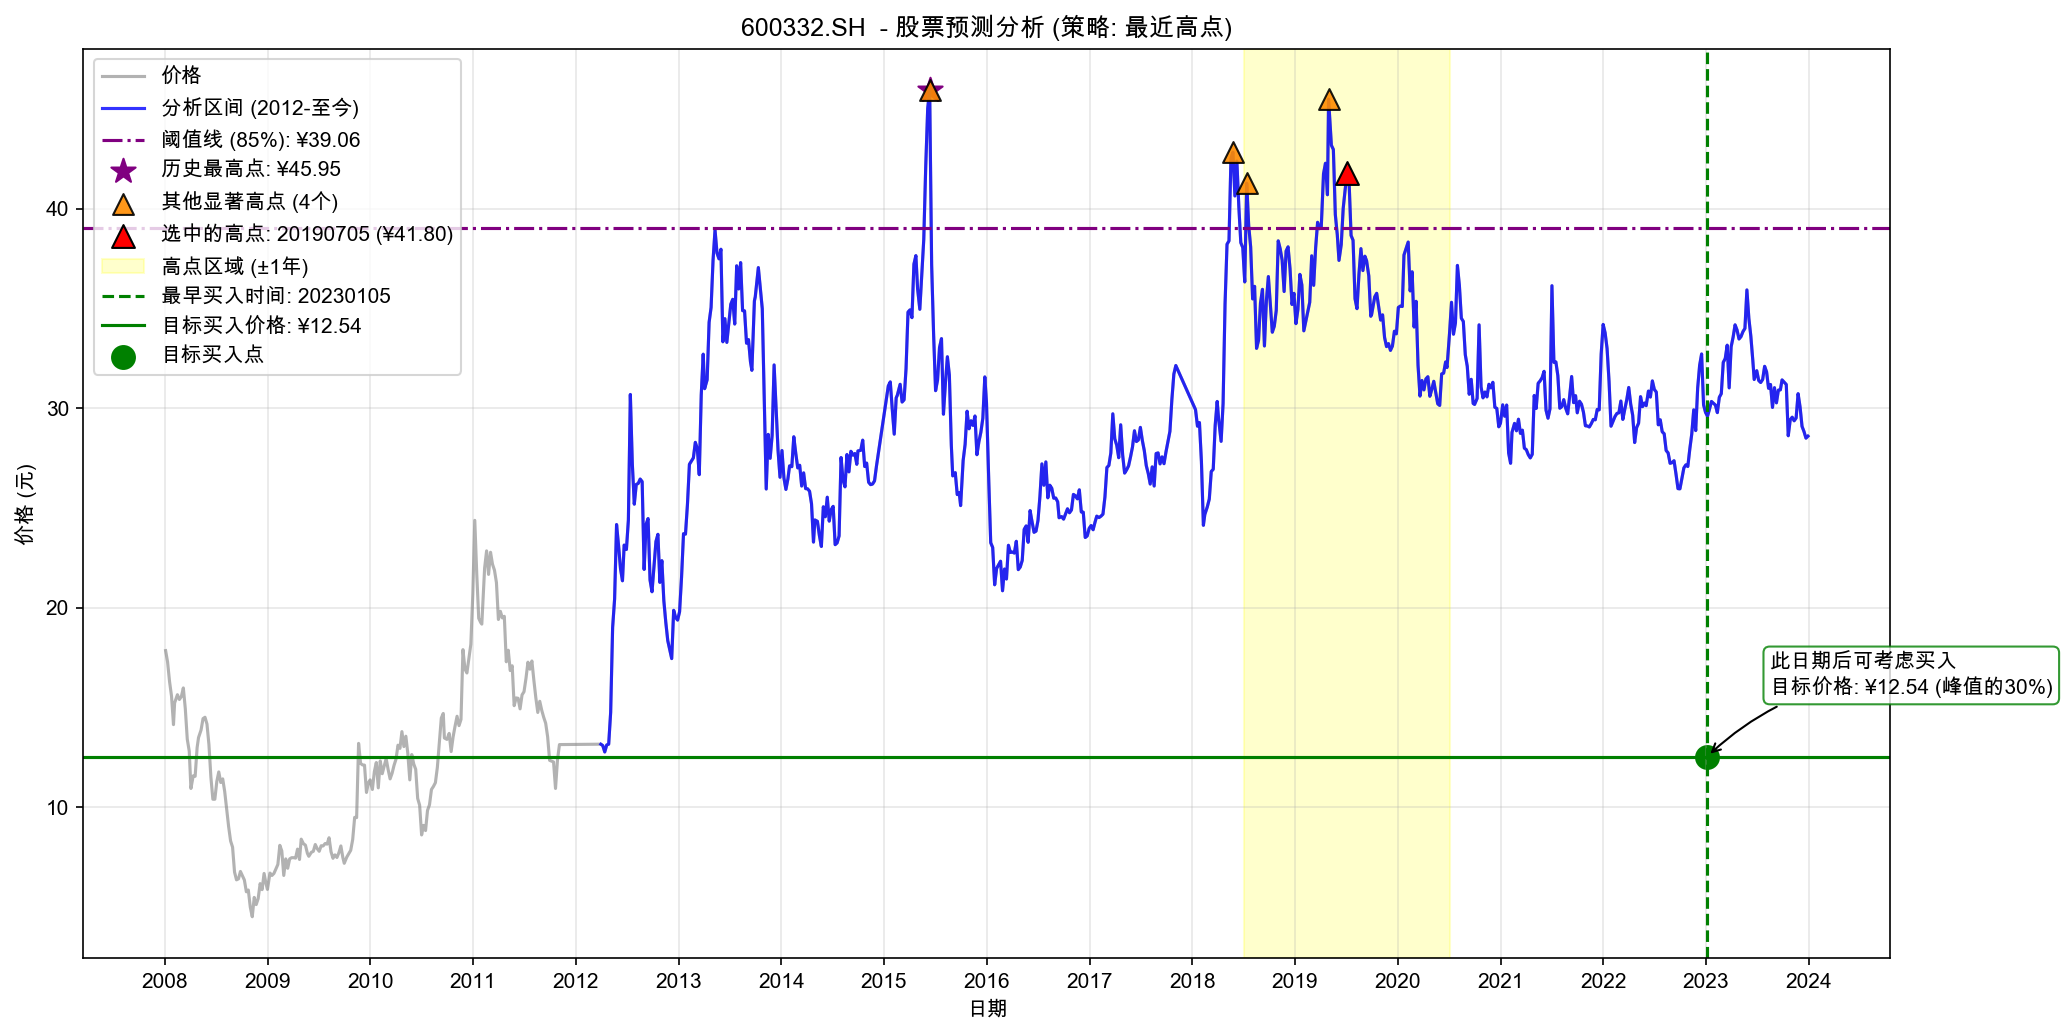 600332.SH - 股票预测分析 (策略: 最近高点)
价格
分析区间 (2012-至今)
阈值线 (85%): ¥39.06
历史最高点: ¥45.95
其他显著高点 (4个)
选中的高点: 20190705 (¥41.80)
高点区域 (±1年)
最早买入时间: 20230105
目标买入价格: ¥12.54
目标买入点
价格 (元)
40
30
20
10
此日期后可考虑买入
目标价格: ¥12.54 (峰值的30%)
2008 2009 2010 2011 2012 2013 2014 2015 2016 2017 2018 2019 2020 2021 2022 2023 2024
日期